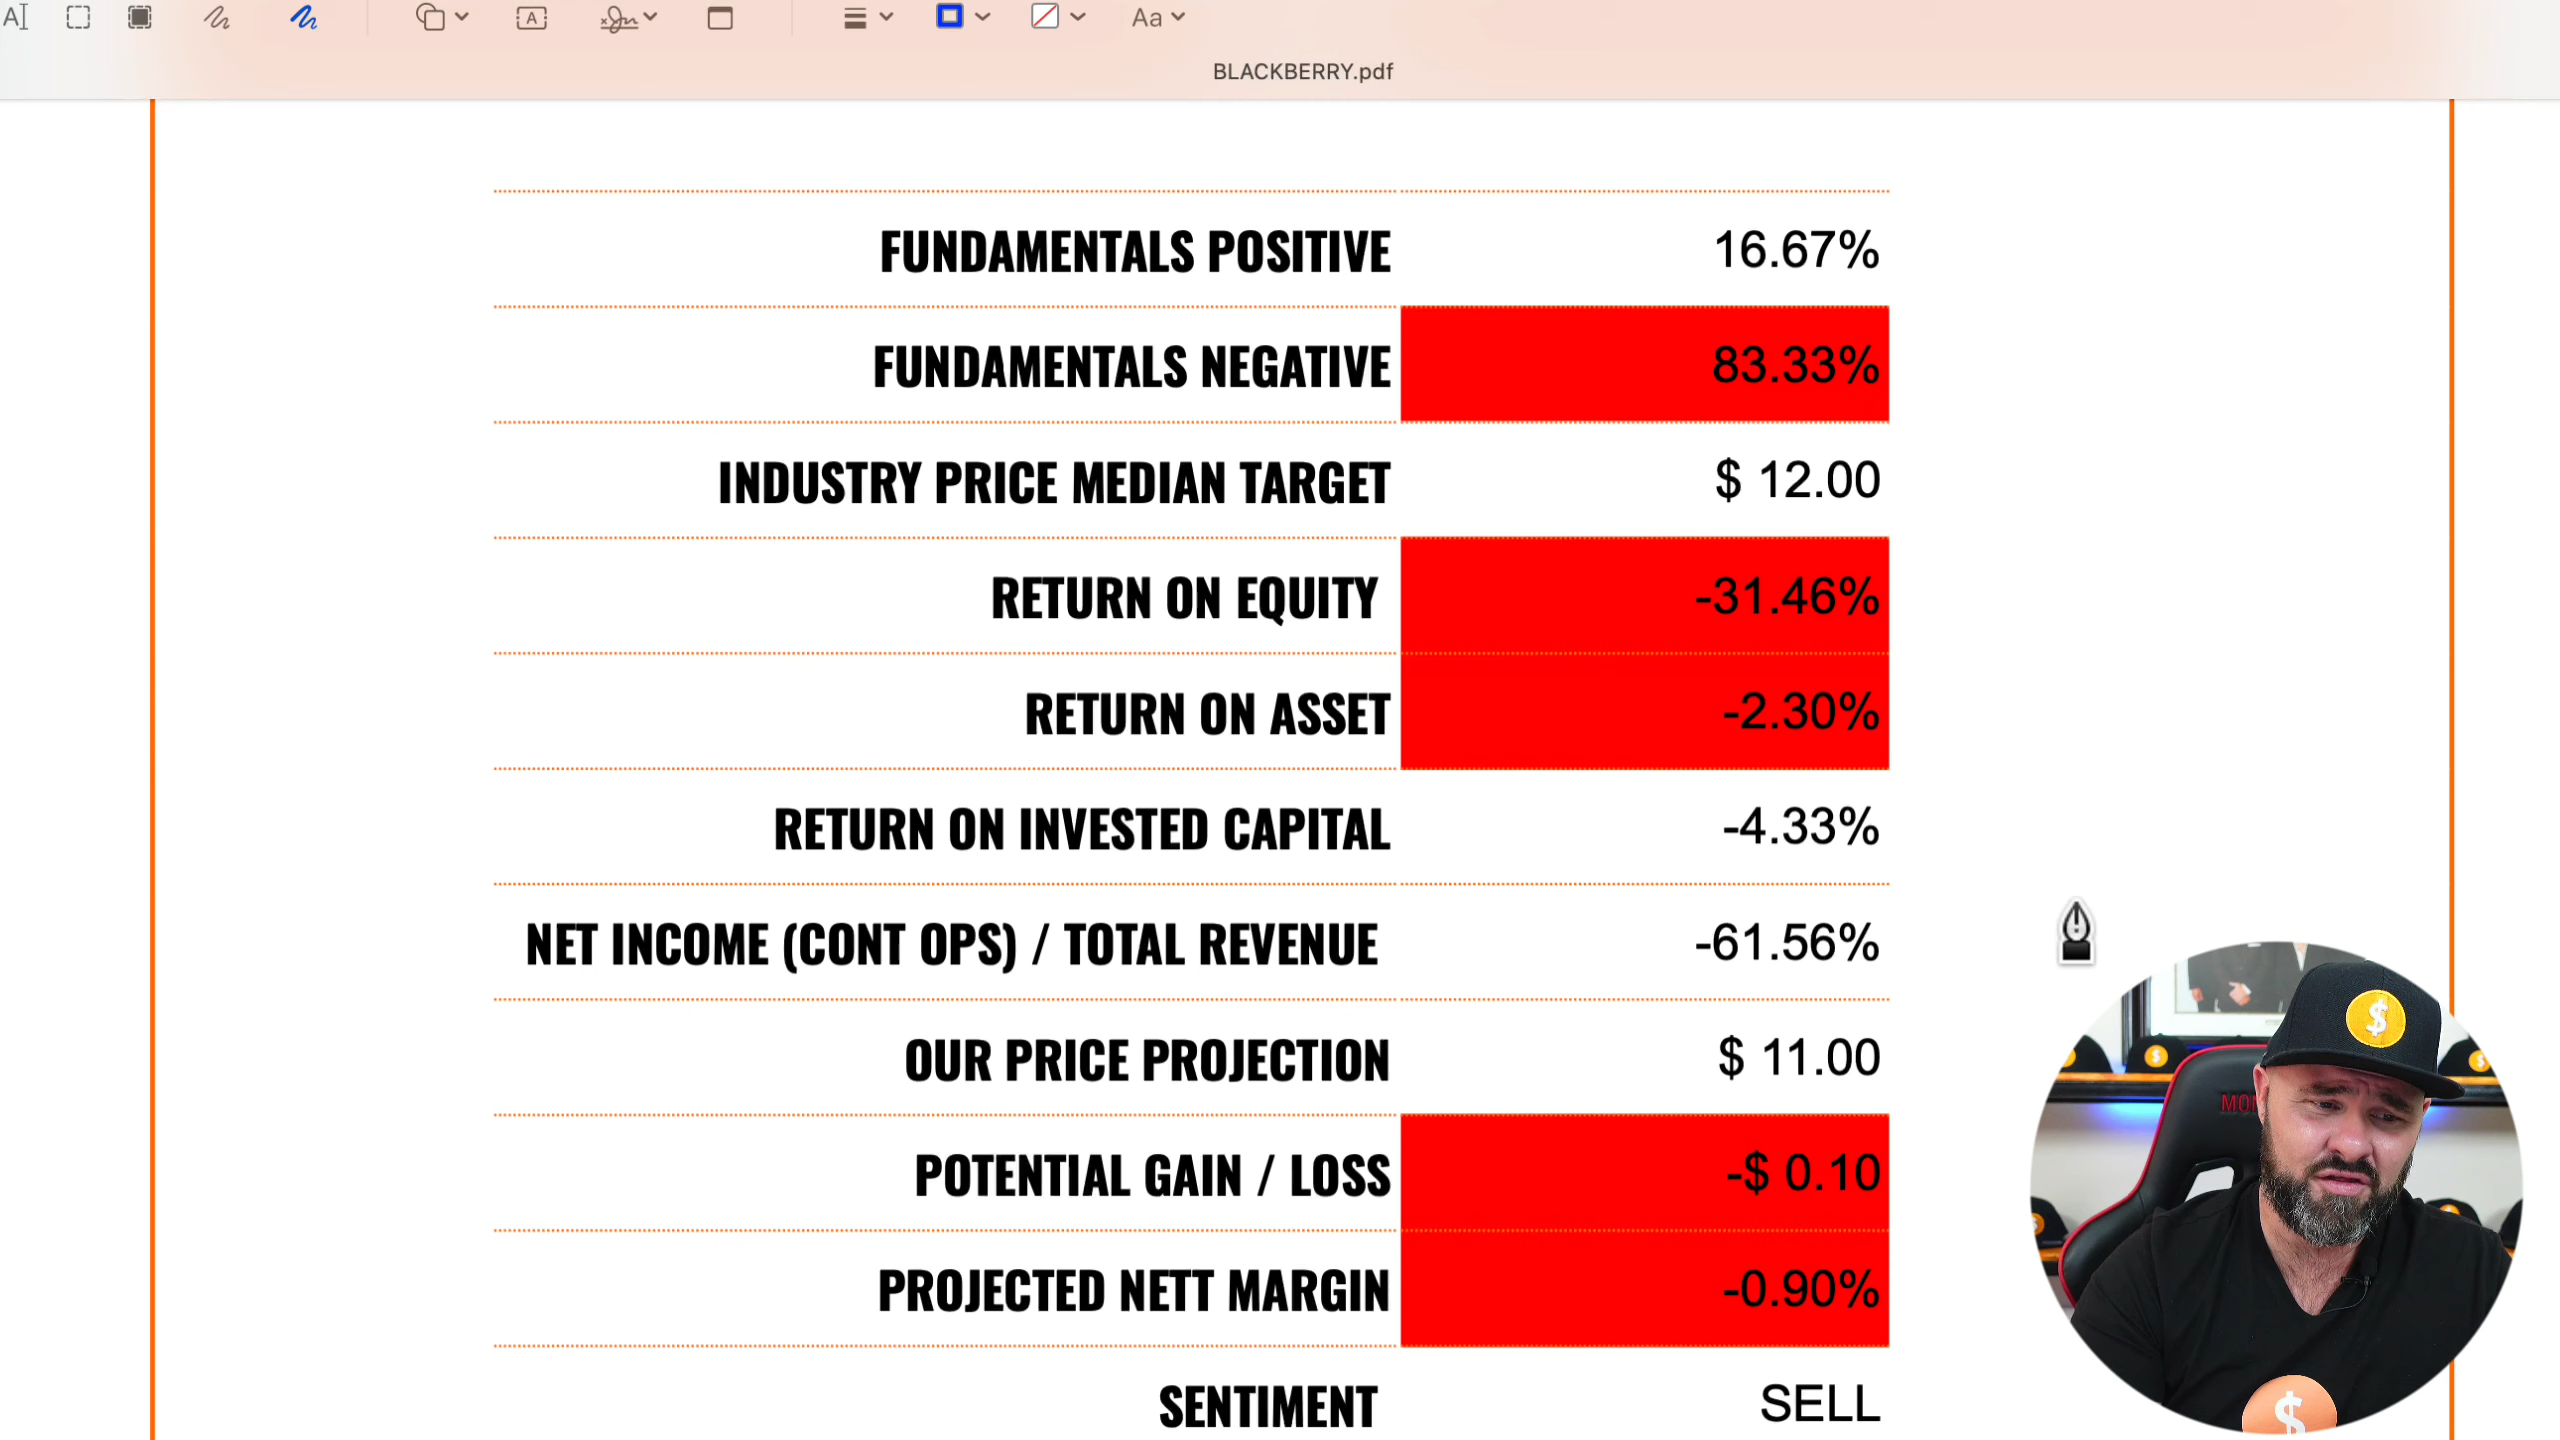 Aa
BLACKBERRY.pdf
FUNDAMENTALS POSITIVE 16.67%
FUNDAMENTALS NEGATIVE 83.33%
INDUSTRY PRICE MEDIAN TARGET $ 12.00
RETURN ON EQUITY -31.46%
RETURN ON ASSET -2.30%
RETURN ON INVESTED CAPITAL -4.33%
NET INCOME (CONT OPS) / TOTAL REVENUE -61.56%
OUR PRICE PROJECTION $ 11.00
POTENTIAL GAIN / LOSS -$ 0.10
PROJECTED NETT MARGIN -0.90%
SENTIMENT SELL